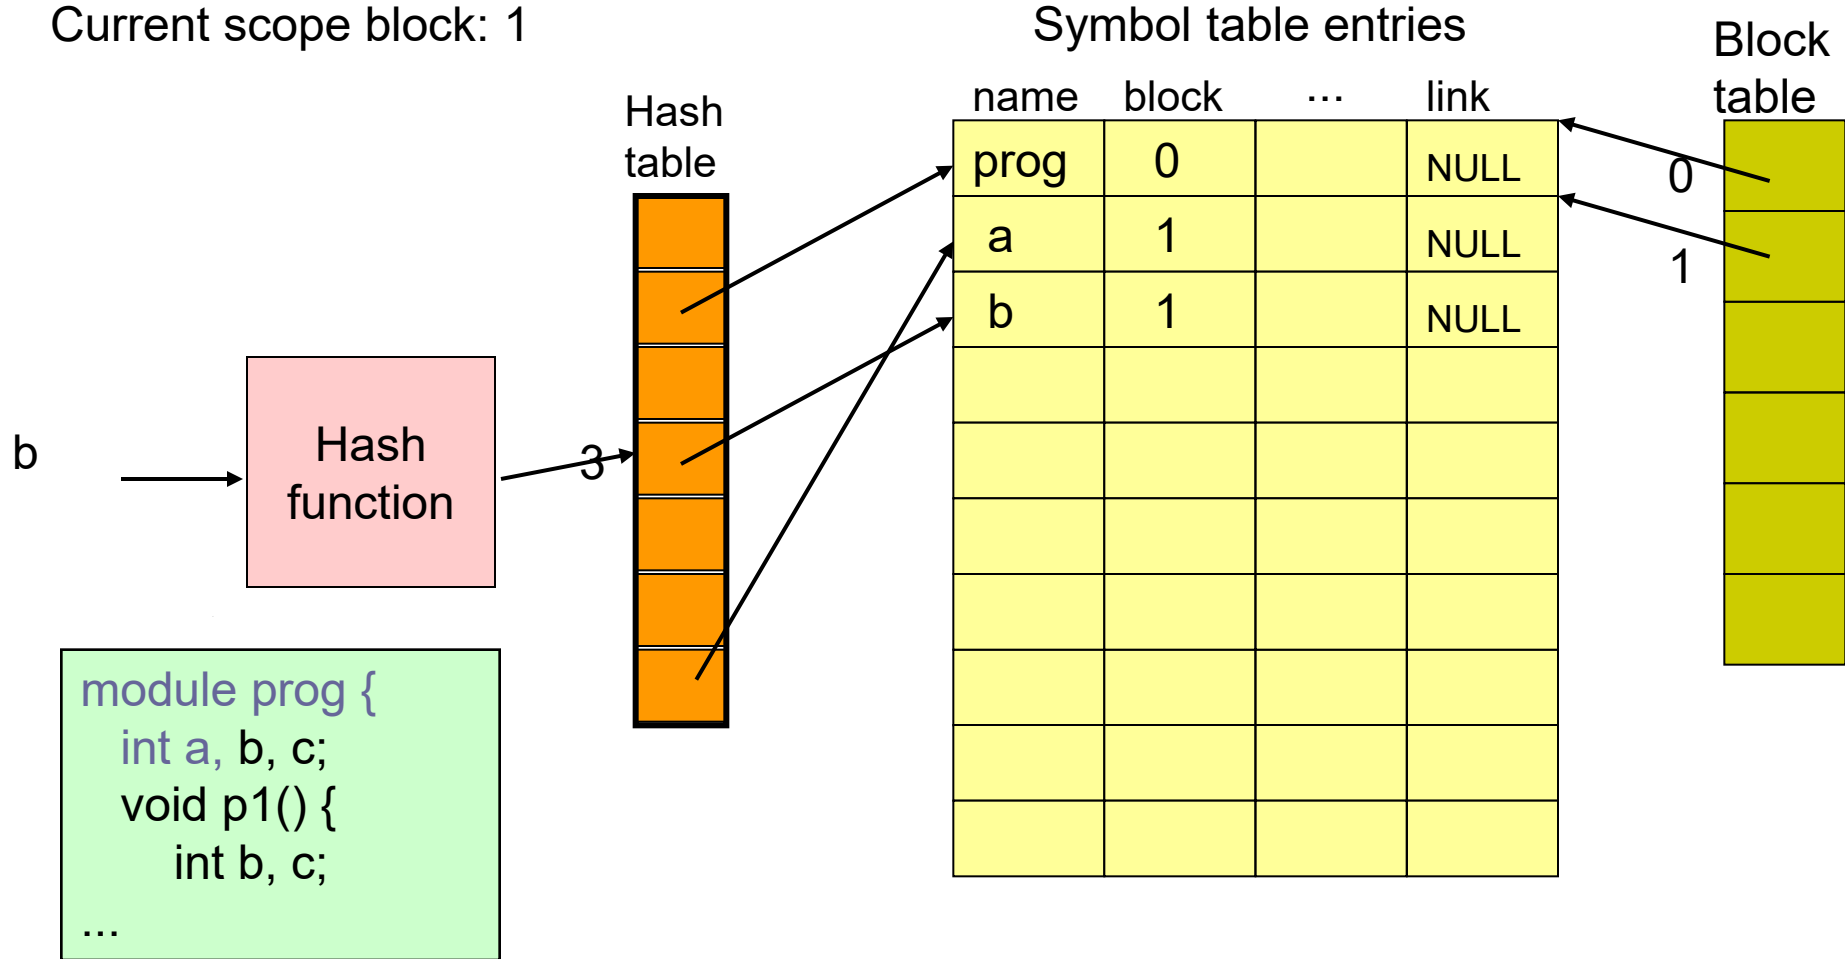 Current scope block: 1
Symbol table entries
Block
table
Hash
table
name block ... link
prog 0 NULL
a 1 NULL
b 1 NULL
0
1
b
Hash
function
3
module prog {
int a, b, c;
void p1() {
int b, c;
...